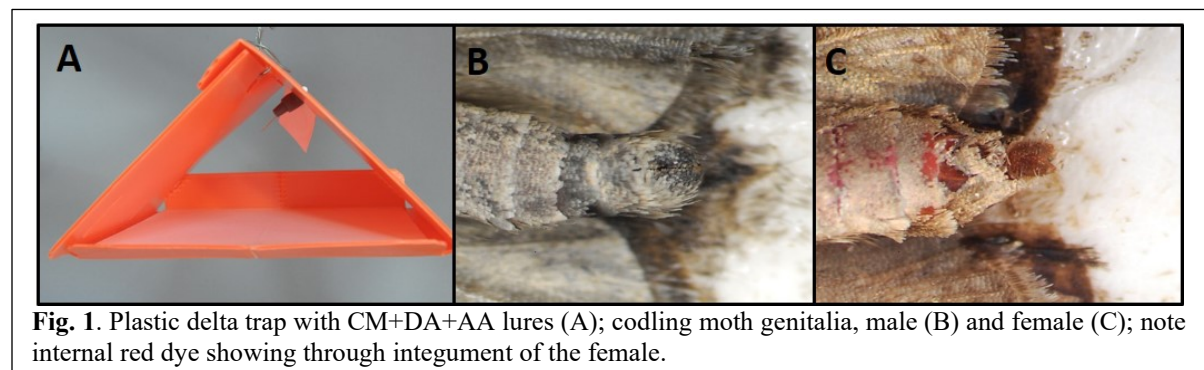 A
B
C
Fig. 1. Plastic delta trap with CM+DA+AA lures (A); codling moth genitalia, male (B) and female (C); note
internal red dye showing through integument of the female.